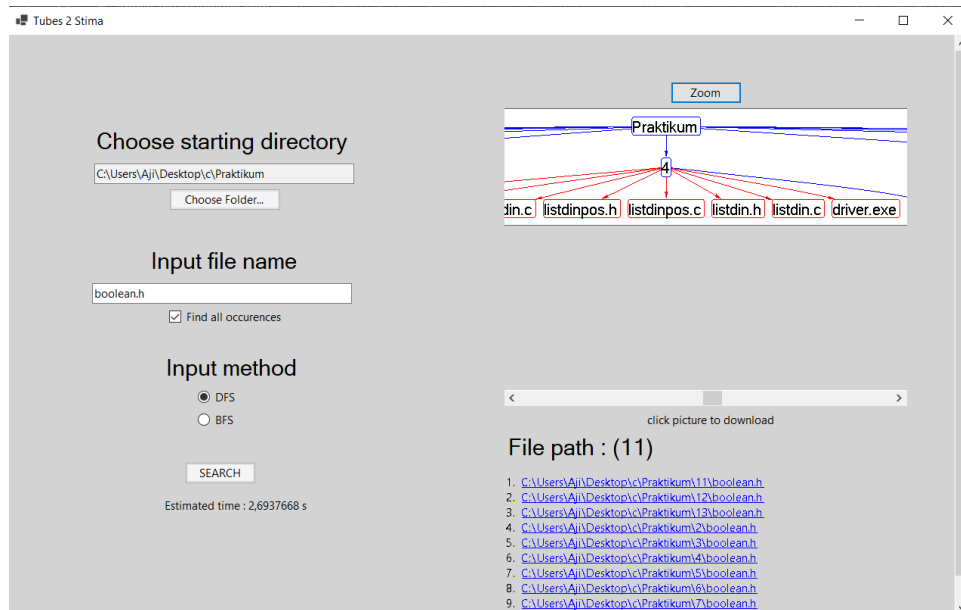 Tubes 2 Stima
Choose starting directory
C:\Users\Aji\Desktop\c\Praktikum
Choose Folder...
Input file name
boolean.h
Find all occurences
Input method
DFS
BFS
SEARCH
Estimated time : 2,6937668 s
Zoom
Praktikum
4
din.c listdinpos.h listdinpos.c listdin.h listdin.c driver.exe
click picture to download
File path : (11)
1. C:\Users\Aji\Desktop\c\Praktikum\11\boolean.h
2. C:\Users\Aji\Desktop\c\Praktikum\12\boolean.h
3. C:\Users\Aji\Desktop\c\Praktikum\13\boolean.h
4. C:\Users\Aji\Desktop\c\Praktikum\2\boolean.h
5. C:\Users\Aji\Desktop\c\Praktikum\3\boolean.h
6. C:\Users\Aji\Desktop\c\Praktikum\4\boolean.h
7. C:\Users\Aji\Desktop\c\Praktikum\5\boolean.h
8. C:\Users\Aji\Desktop\c\Praktikum\6\boolean.h
9. C:\Users\Aji\Desktop\c\Praktikum\7\boolean.h